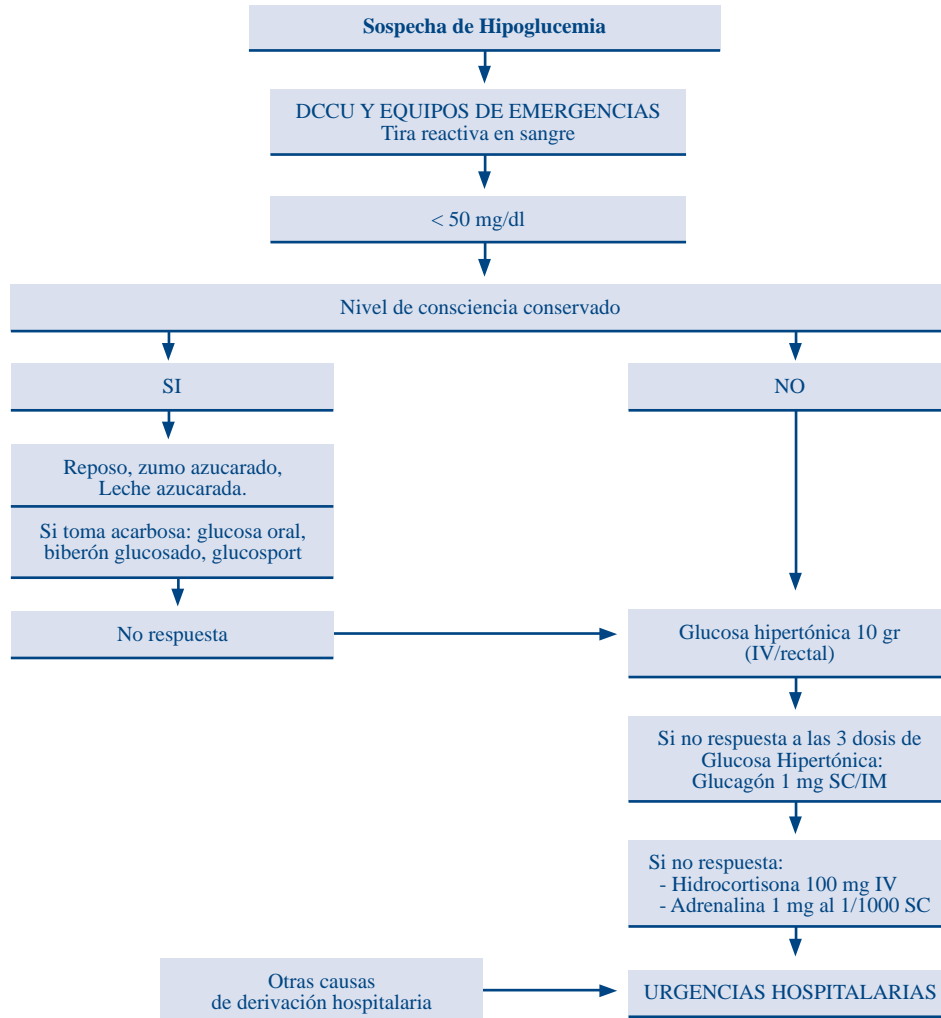 Sospecha de Hipoglucemia
DCCU Y EQUIPOS DE EMERGENCIAS
Tira reactiva en sangre
< 50 mg/dl
Nivel de consciencia conservado
SI
NO
Reposo, zumo azucarado,
Leche azucarada.
Si toma acarbosa: glucosa oral,
biberón glucosado, glucosport
No respuesta
Glucosa hipertónica 10 gr
(IV/rectal)
Si no respuesta a las 3 dosis de
Glucosa Hipertónica:
Glucagón 1 mg SC/IM
Si no respuesta:
- Hidrocortisona 100 mg IV
- Adrenalina 1 mg al 1/1000 SC
Otras causas
de derivación hospitalaria
URGENCIAS HOSPITALARIAS